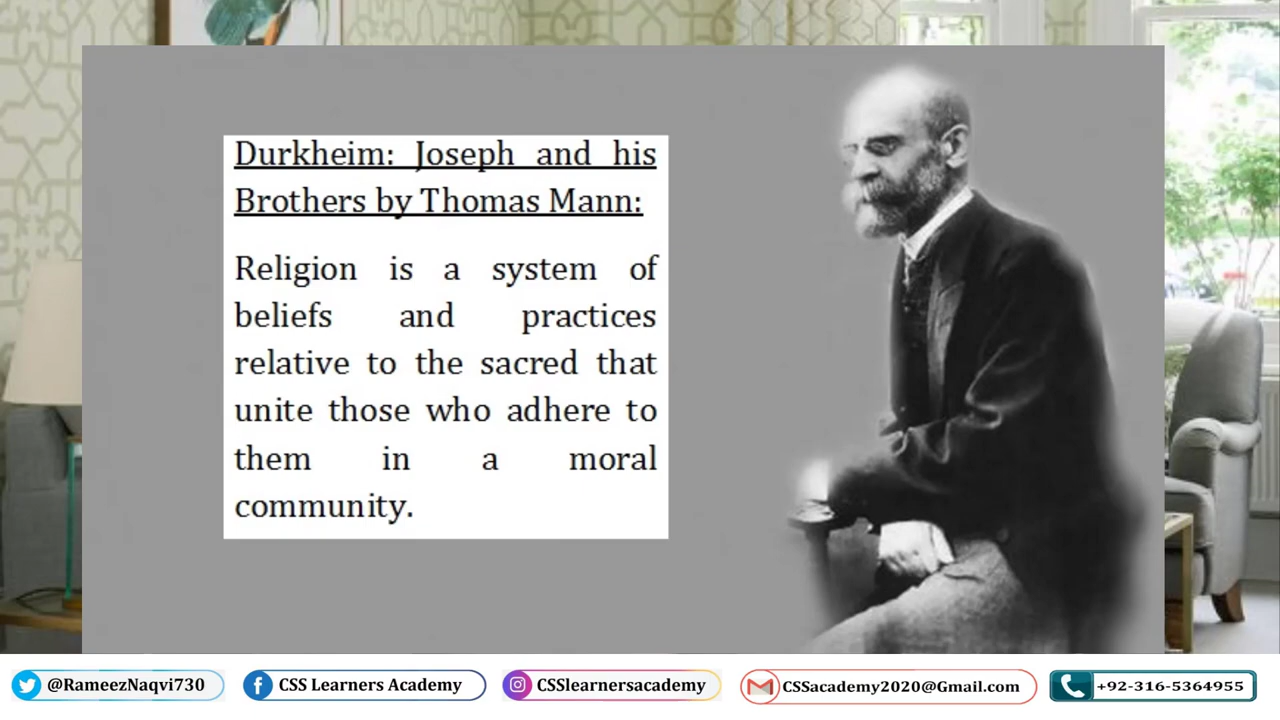 Durkheim: Joseph and his
Brothers by Thomas Mann:
Religion is a system of
beliefs and practices
relative to the sacred that
unite those who adhere to
them in a moral
community.
@RameezNaqvi730
CSS Learners Academy
CSSlearnersacademy
CSSacademy2020@Gmail.com
+92-316-5364955